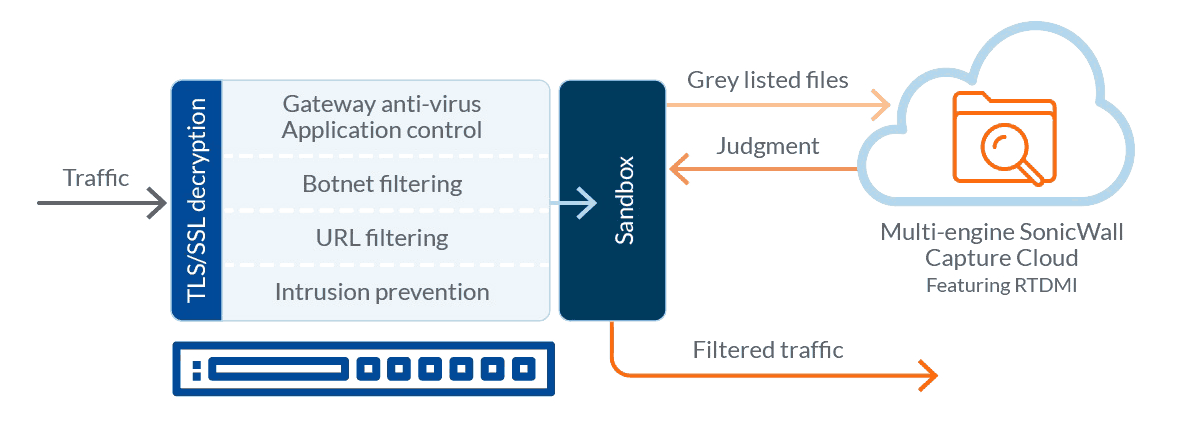 Traffic
TLS/SSL decryption
Gateway anti-virus
Application control
Botnet filtering
URL filtering
Intrusion prevention
Sandbox
Grey listed files
Judgment
Multi-engine SonicWall
Capture Cloud
Featuring RTDMI
Filtered traffic